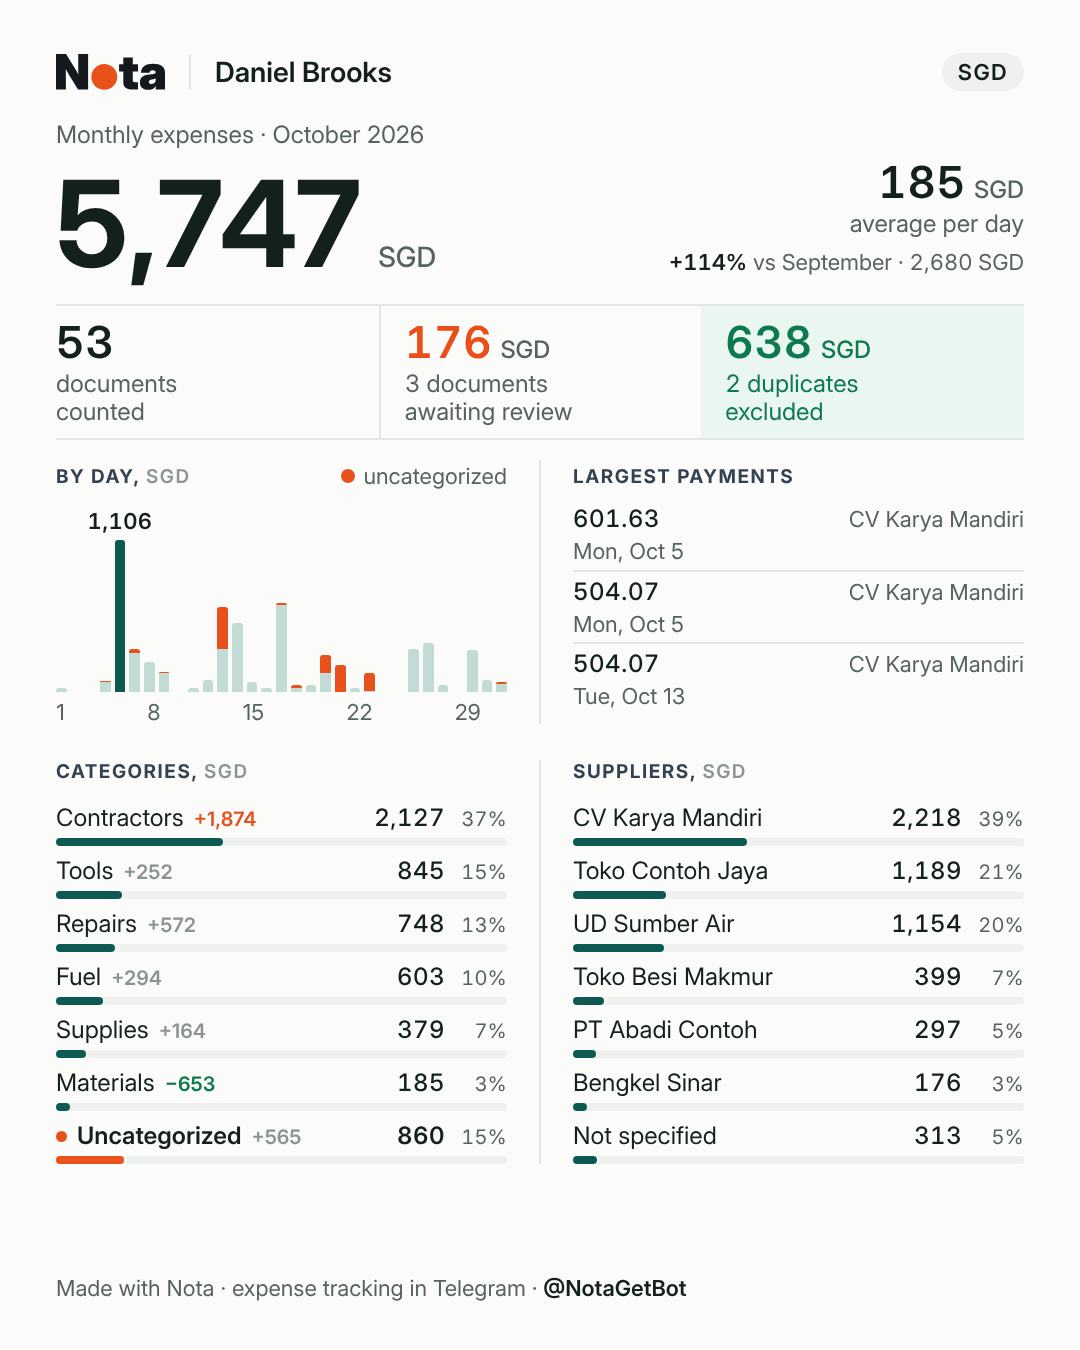 Nota
Daniel Brooks
SGD
Monthly expenses · October 2026
5,747 SGD
185 SGD
average per day
+114% vs September · 2,680 SGD
53
documents
counted
176 SGD
3 documents
awaiting review
638 SGD
2 duplicates
excluded
BY DAY, SGD
uncategorized
1,106
1 8 15 22 29
LARGEST PAYMENTS
601.63 CV Karya Mandiri
Mon, Oct 5
504.07 CV Karya Mandiri
Mon, Oct 5
504.07 CV Karya Mandiri
Tue, Oct 13
CATEGORIES, SGD
Contractors +1,874 2,127 37%
Tools +252 845 15%
Repairs +572 748 13%
Fuel +294 603 10%
Supplies +164 379 7%
Materials −653 185 3%
Uncategorized +565 860 15%
SUPPLIERS, SGD
CV Karya Mandiri 2,218 39%
Toko Contoh Jaya 1,189 21%
UD Sumber Air 1,154 20%
Toko Besi Makmur 399 7%
PT Abadi Contoh 297 5%
Bengkel Sinar 176 3%
Not specified 313 5%
Made with Nota · expense tracking in Telegram · @NotaGetBot